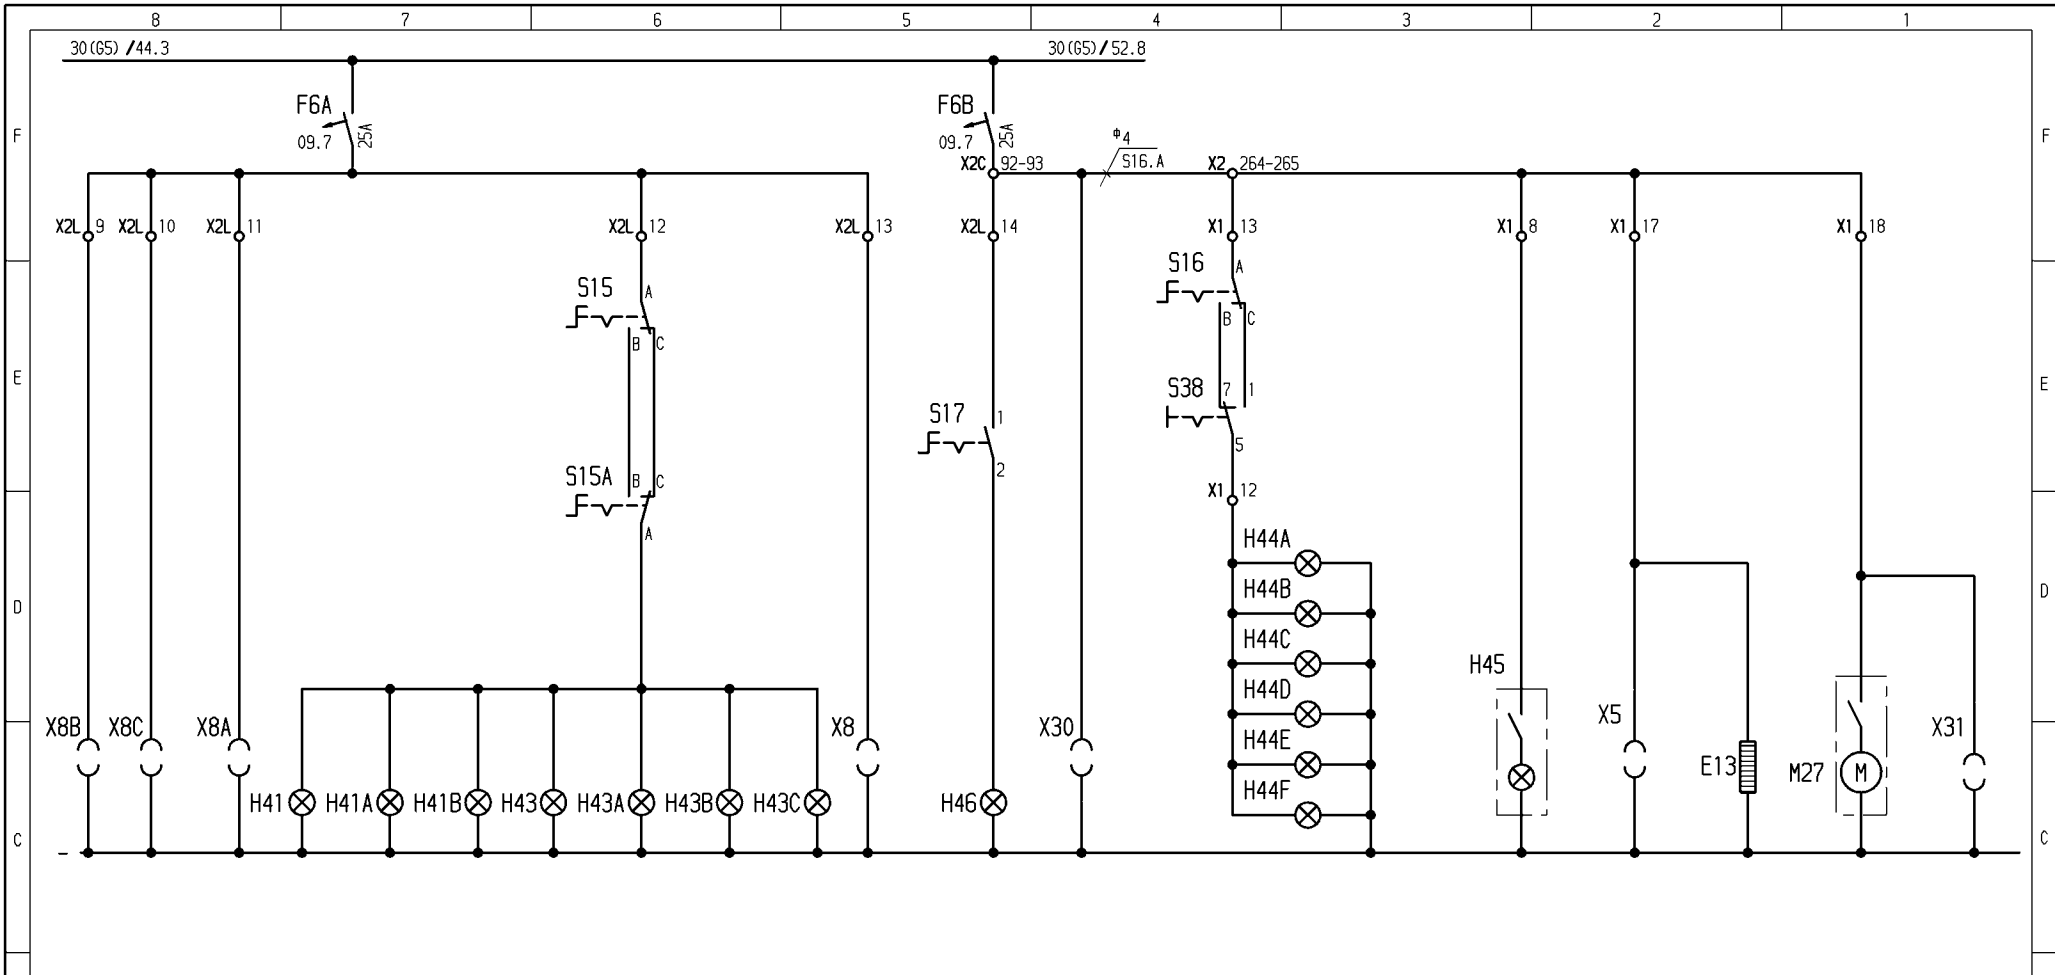 8 7 6 5 4 3 2 1
30(G5) /44.3
30(G5)/52.8
F6A
09.7
25A
F6B
09.7
25A
F
F
X2C 92-93
φ4
S16.A
X2 264-265
X2L 9
X2L 10
X2L 11
X2L 12
X2L 13
X2L 14
X1 13
X1 8
X1 17
X1 18
S15
A
B C
S16
A
B C
E
E
S38
7 1
5
S17
1
2
S15A
B C
A
X1 12
H44A
H44B
H44C
H44D
H44E
H44F
D
D
H45
X8B
X8C
X8A
X8
X30
X5
X31
E13
M27
M
H41
H41A
H41B
H43
H43A
H43B
H43C
H46
C
C
–